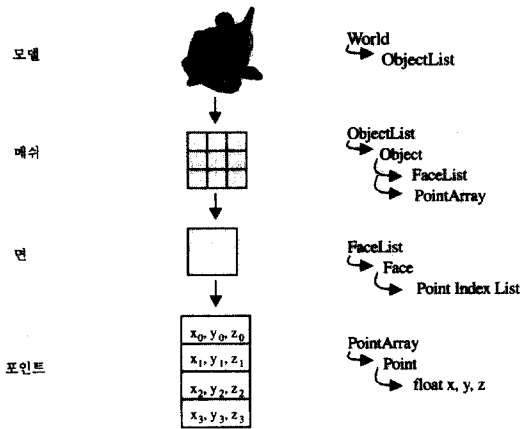 모델
World
ObjectList
메쉬
ObjectList
Object
FaceList
PointArray
면
FaceList
Face
Point Index List
포인트
x0, y0, z0
x1, y1, z1
x2, y2, z2
x3, y3, z3
PointArray
Point
float x, y, z